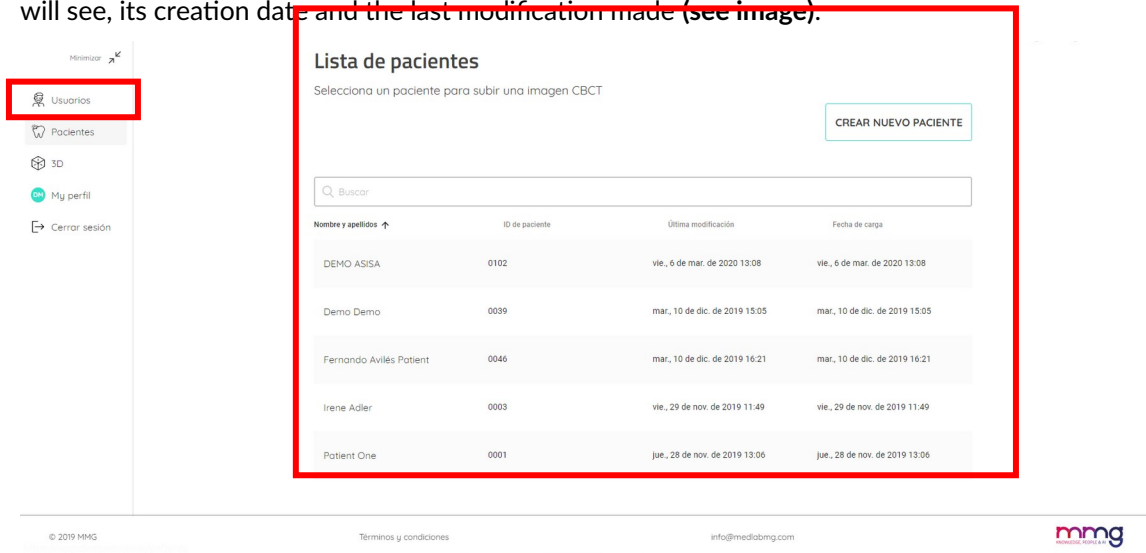 will see, its creation date and the last modification made (see image).
Minimizar
Usuarios
Pacientes
3D
DM My perfil
Cerrar sesión
Lista de pacientes
Selecciona un paciente para subir una imagen CBCT
CREAR NUEVO PACIENTE
Buscar
Nombre y apellidos ID de paciente Última modificación Fecha de carga
DEMO ASISA 0102 vie., 6 de mar. de 2020 13:08 vie., 6 de mar. de 2020 13:08
Demo Demo 0039 mar., 10 de dic. de 2019 15:05 mar., 10 de dic. de 2019 15:05
Fernando Avilés Patient 0046 mar., 10 de dic. de 2019 16:21 mar., 10 de dic. de 2019 16:21
Irene Adler 0003 vie., 29 de nov. de 2019 11:49 vie., 29 de nov. de 2019 11:49
Patient One 0001 jue., 28 de nov. de 2019 13:06 jue., 28 de nov. de 2019 13:06
© 2019 MMG Términos y condiciones info@medlabmg.com mmg
KNOWLEDGE, PEOPLE & AI